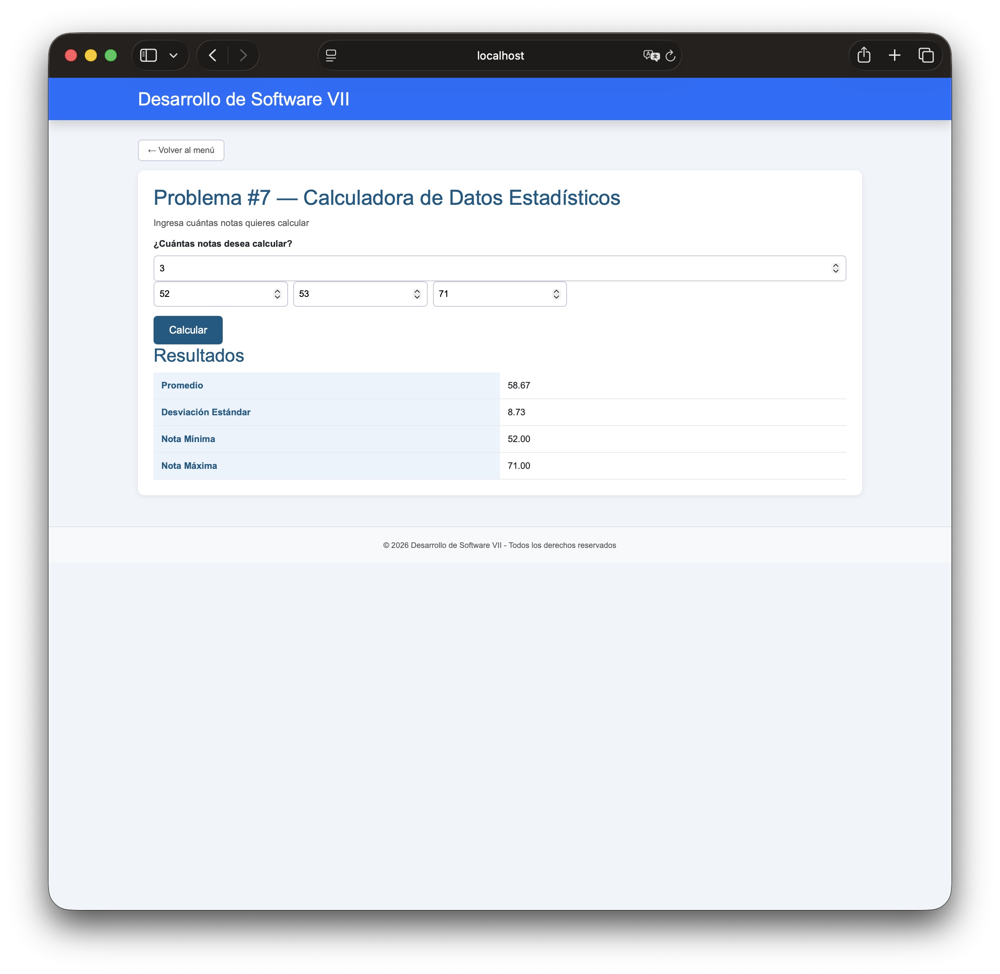 localhost
Desarrollo de Software VII
← Volver al menú
Problema #7 — Calculadora de Datos Estadísticos
Ingresa cuántas notas quieres calcular
¿Cuántas notas desea calcular?
3
52 53 71
Calcular
Resultados
Promedio 58.67
Desviación Estándar 8.73
Nota Mínima 52.00
Nota Máxima 71.00
© 2026 Desarrollo de Software VII - Todos los derechos reservados